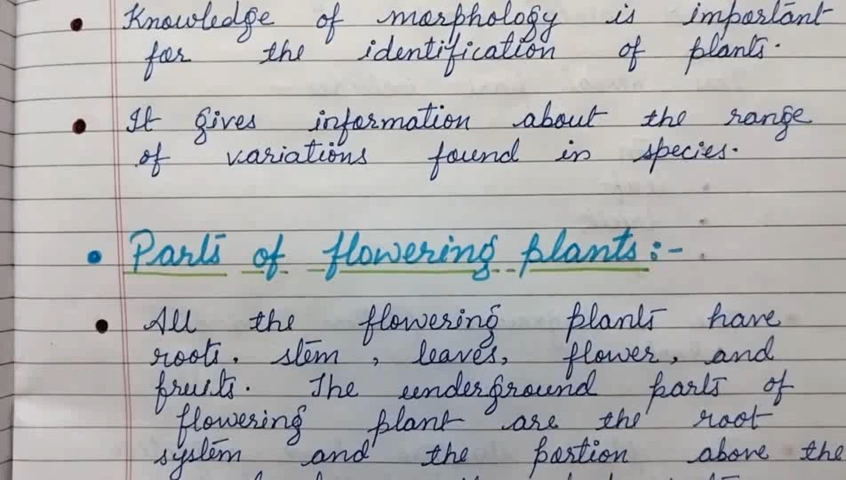 • Knowledge of morphology is important
for the identification of plants.
• It gives information about the range
of variations found in species.
• Parts of flowering plants:-
• All the flowering plants have
roots, stem, leaves, flower, and
fruits. The underground parts of
flowering plant are the root
system and the portion above the